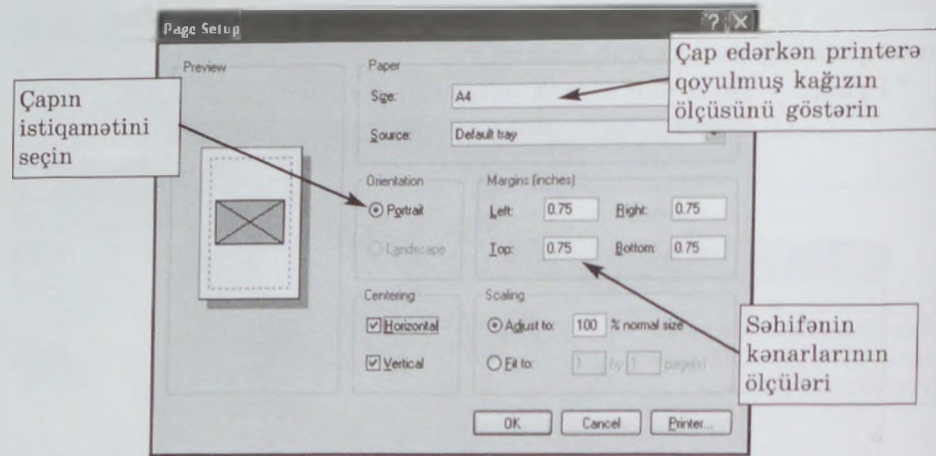 Page Setup
Preview
Paper
Size: A4
Source: Default tray
Orientation
Portrait
Landscape
Margins (inches)
Left: 0.75 Right: 0.75
Top: 0.75 Bottom: 0.75
Centering
Horizontal
Vertical
Scaling
Adjust to: 100 % normal size
Fit to: 1 by 1 page(s)
OK Cancel Printer...
Çapın
istiqamətini
seçin
Çap edərkən printerə
qoyulmuş kağızın
ölçüsünü göstərin
Səhifənin
kənarlarının
ölçüləri